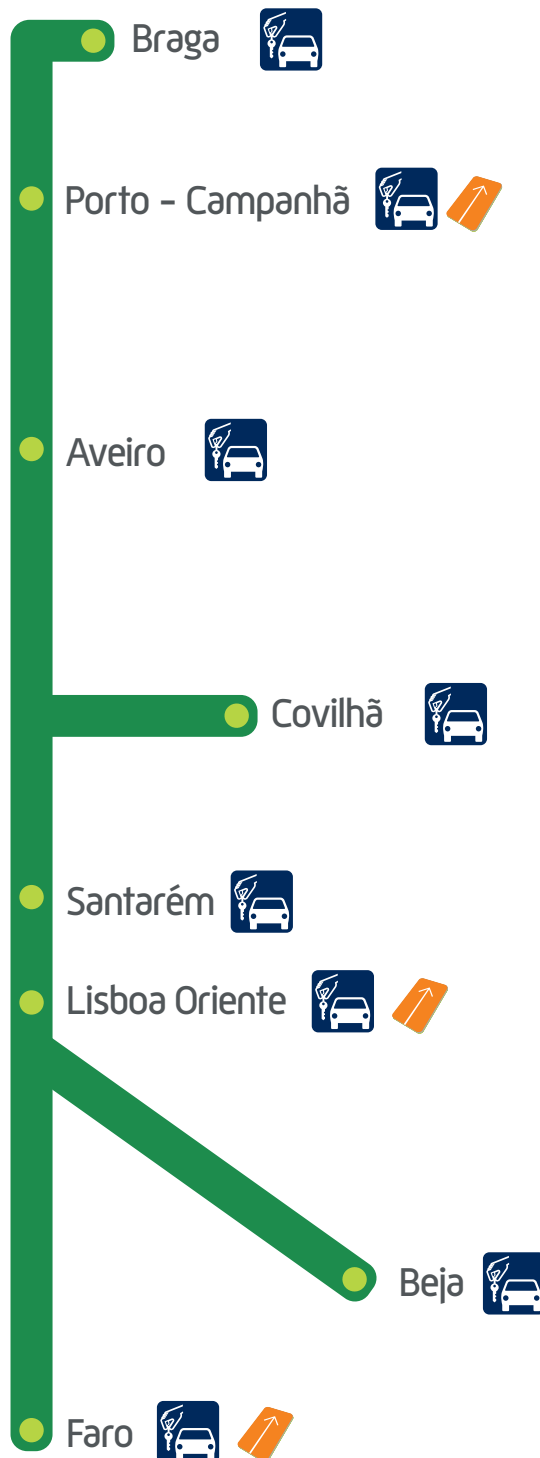 Braga
Porto - Campanhã
Aveiro
Covilhã
Santarém
Lisboa Oriente
Beja
Faro